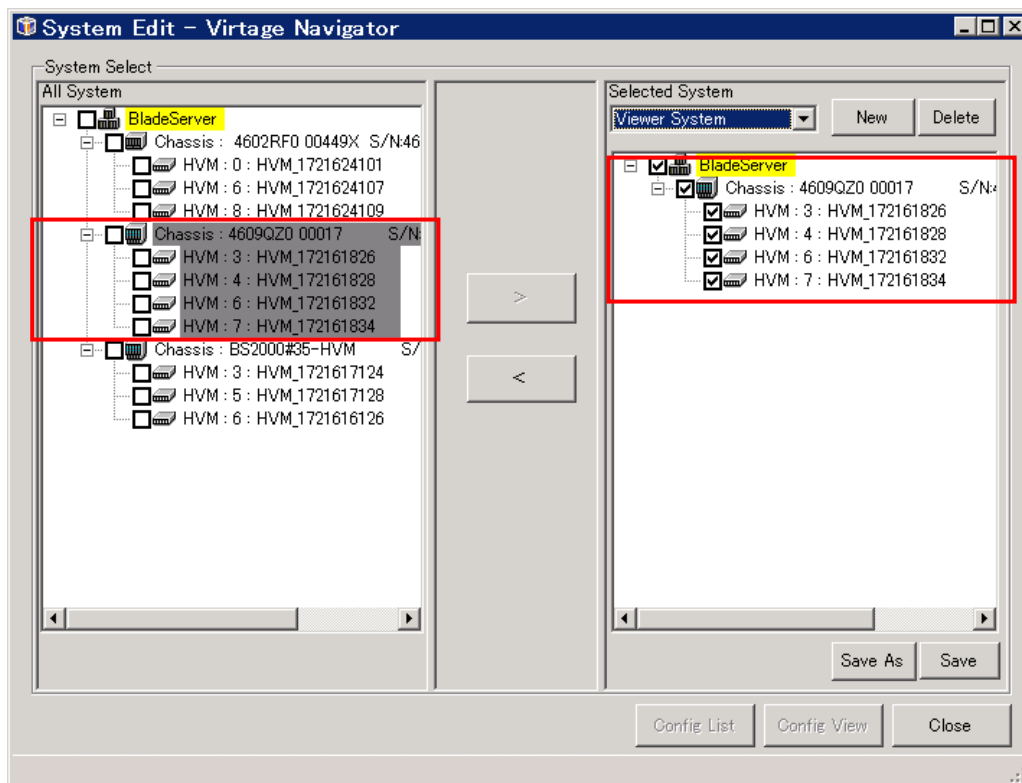 System Edit - Virtage Navigator
System Select
All System
BladeServer
Chassis : 4602RF0 00449X S/N:46
HVM : 0 : HVM_1721624101
HVM : 6 : HVM_1721624107
HVM : 8 : HVM_1721624109
Chassis : 4609QZ0 00017 S/N:
HVM : 3 : HVM_172161826
HVM : 4 : HVM_172161828
HVM : 6 : HVM_172161832
HVM : 7 : HVM_172161834
Chassis : BS2000#35-HVM S/
HVM : 3 : HVM_1721617124
HVM : 5 : HVM_1721617128
HVM : 6 : HVM_1721616126
>
<
Selected System
Viewer System
New
Delete
BladeServer
Chassis : 4609QZ0 00017 S/N:4
HVM : 3 : HVM_172161826
HVM : 4 : HVM_172161828
HVM : 6 : HVM_172161832
HVM : 7 : HVM_172161834
Save As
Save
Config List
Config View
Close